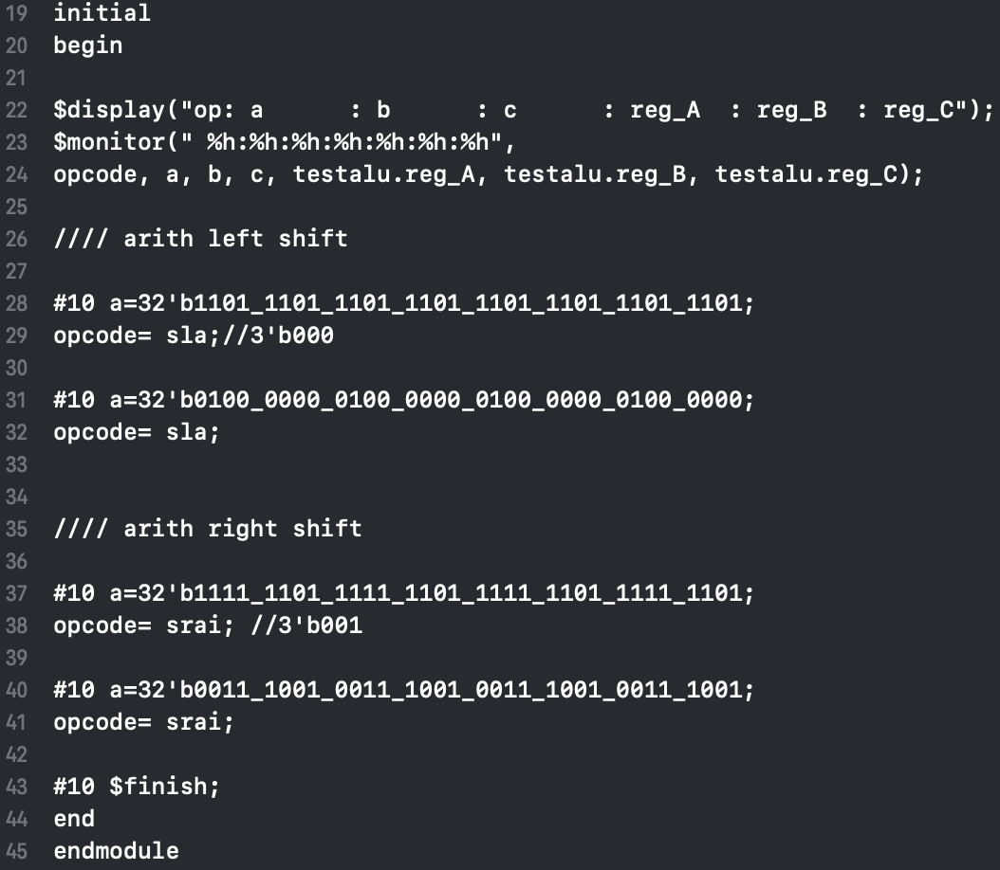 19 initial
20 begin
21
22 $display("op: a      : b      : c      : reg_A  : reg_B  : reg_C");
23 $monitor(" %h:%h:%h:%h:%h:%h:%h",
24 opcode, a, b, c, testalu.reg_A, testalu.reg_B, testalu.reg_C);
25
26 //// arith left shift
27
28 #10 a=32'b1101_1101_1101_1101_1101_1101_1101_1101;
29 opcode= sla;//3'b000
30
31 #10 a=32'b0100_0000_0100_0000_0100_0000_0100_0000;
32 opcode= sla;
33
34
35 //// arith right shift
36
37 #10 a=32'b1111_1101_1111_1101_1111_1101_1111_1101;
38 opcode= srai; //3'b001
39
40 #10 a=32'b0011_1001_0011_1001_0011_1001_0011_1001;
41 opcode= srai;
42
43 #10 $finish;
44 end
45 endmodule